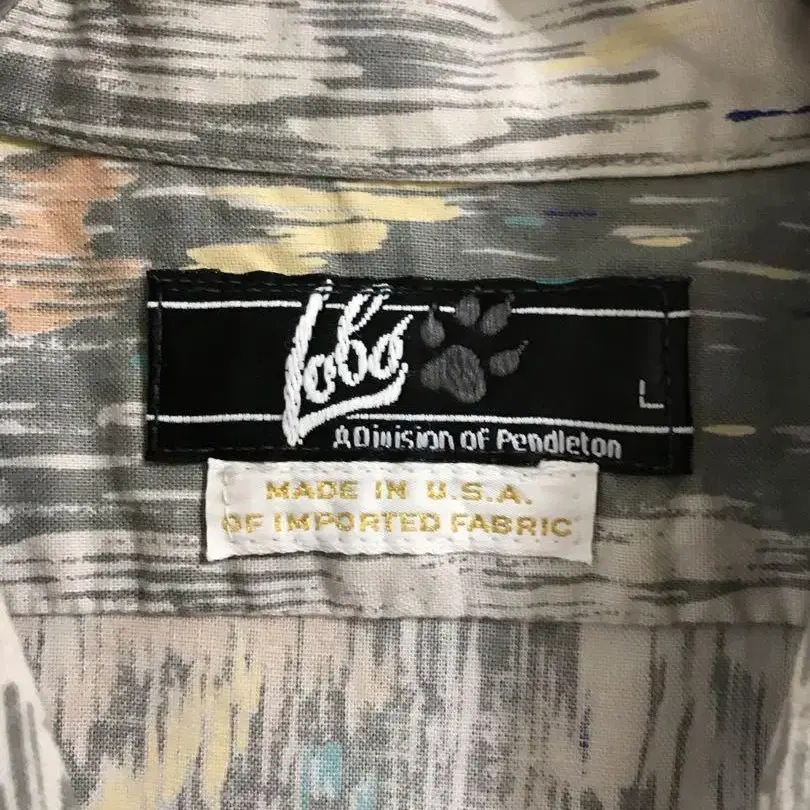 Lobo
L
A Division of Pendleton
MADE IN U.S.A.
OF IMPORTED FABRIC